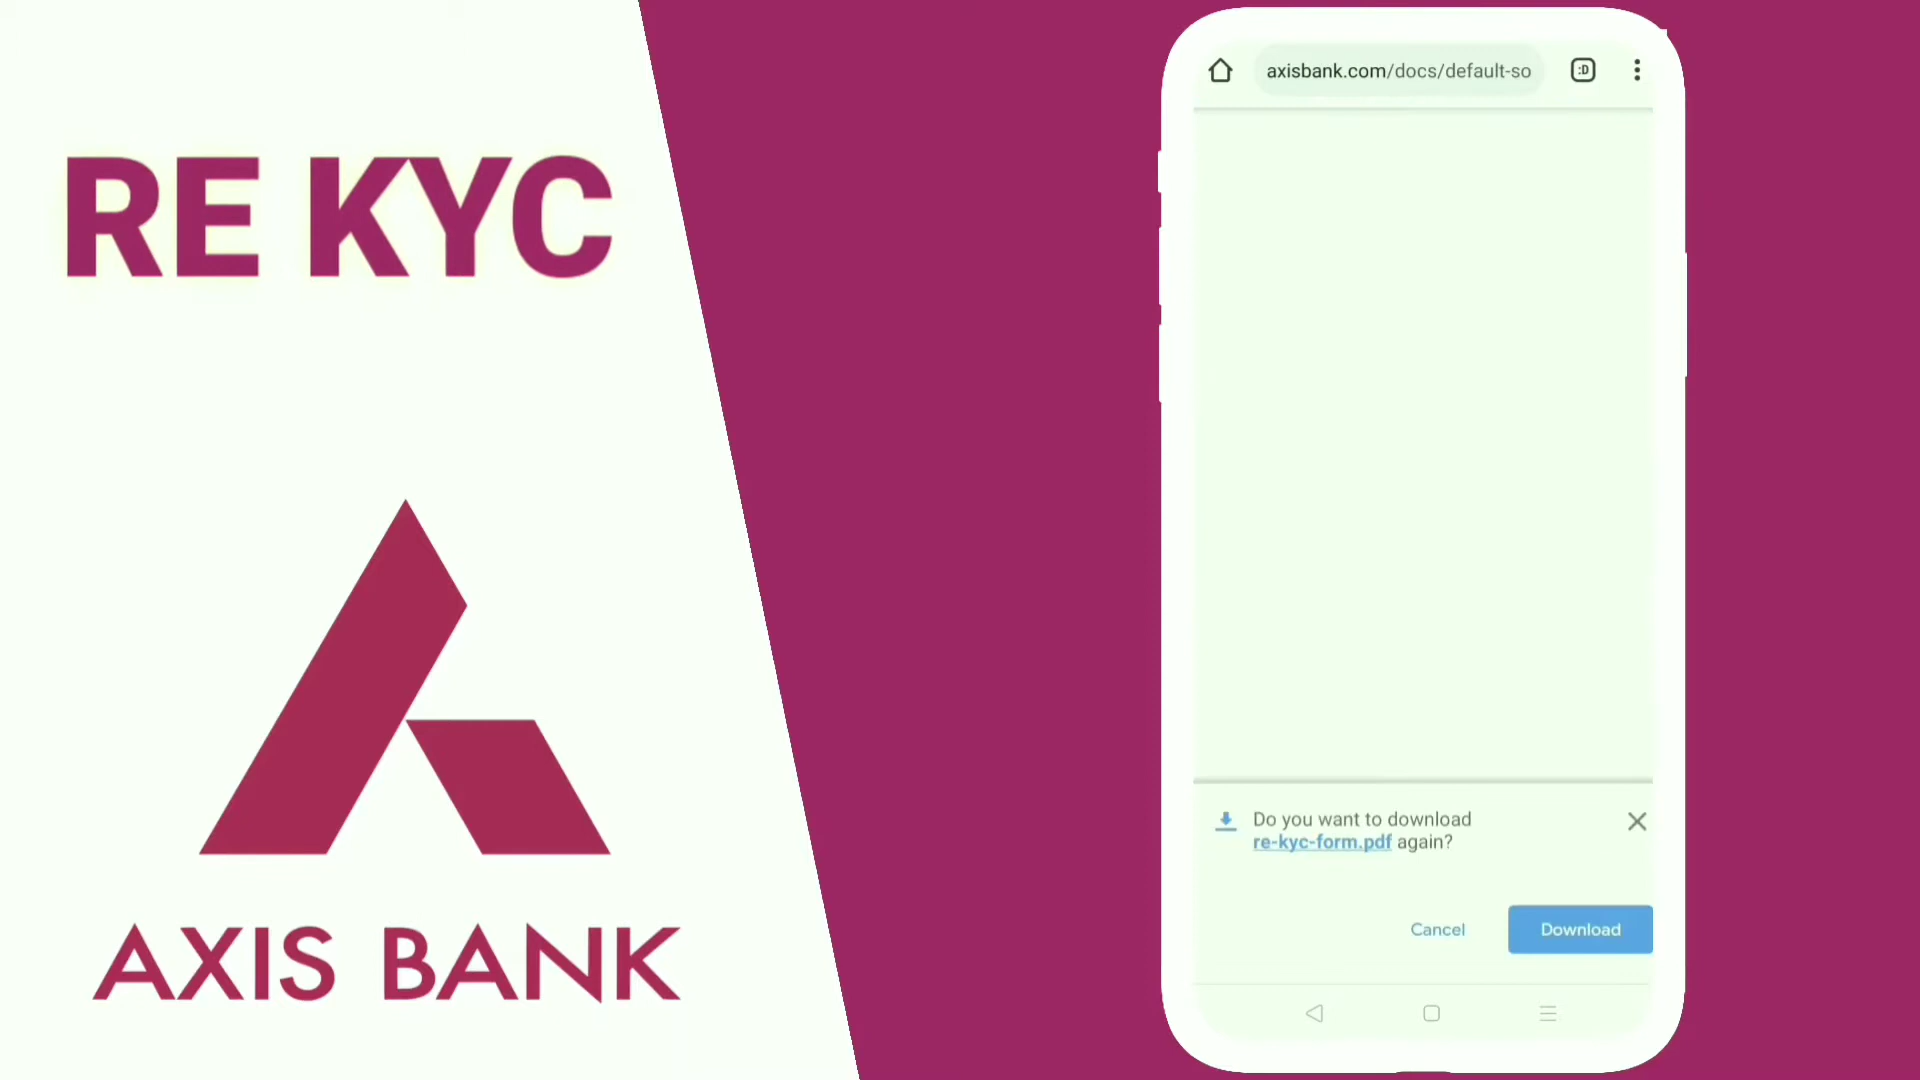 RE KYC
AXIS BANK
axisbank.com/docs/default-so
:D
Do you want to download
re-kyc-form.pdf again?
Cancel
Download